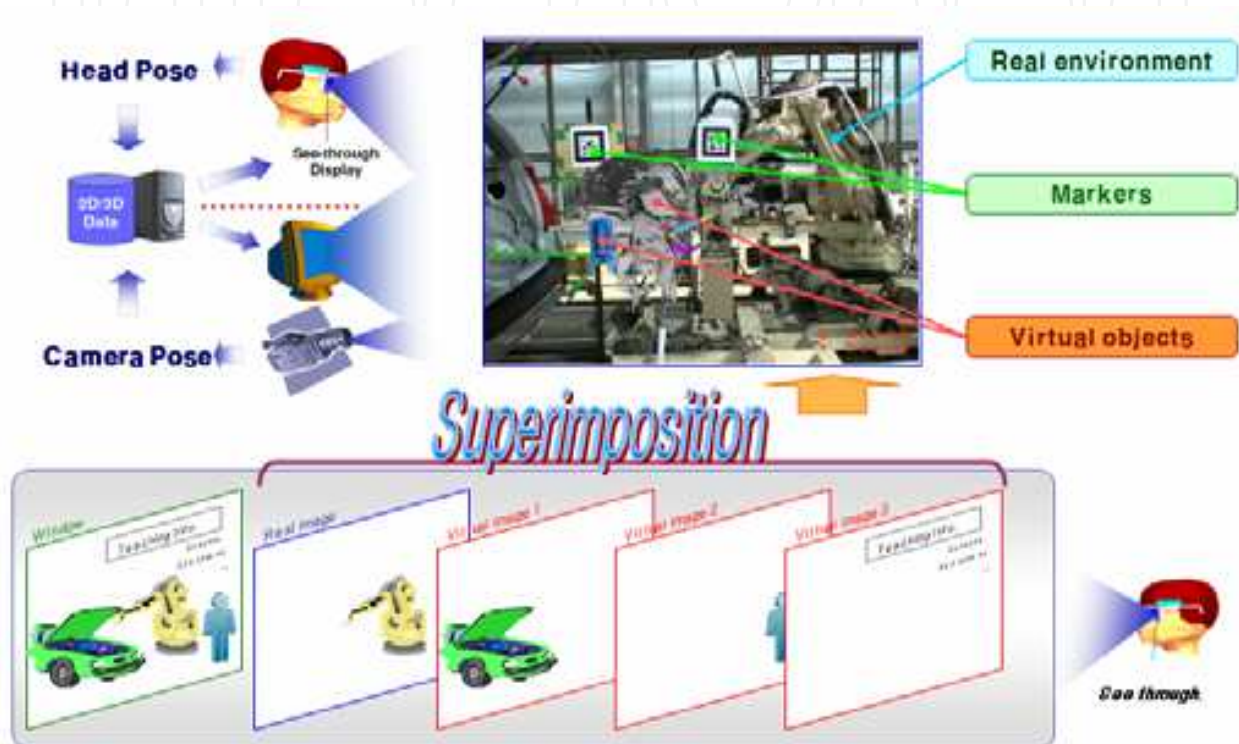 Head Pose
See-through
Display
2D/3D
Data
Camera Pose
Real environment
Markers
Virtual objects
Superimposition
Window
Teaching Info.
Real image
Virtual image 1
Virtual image 2
Virtual image 3
Teaching Info.
See through